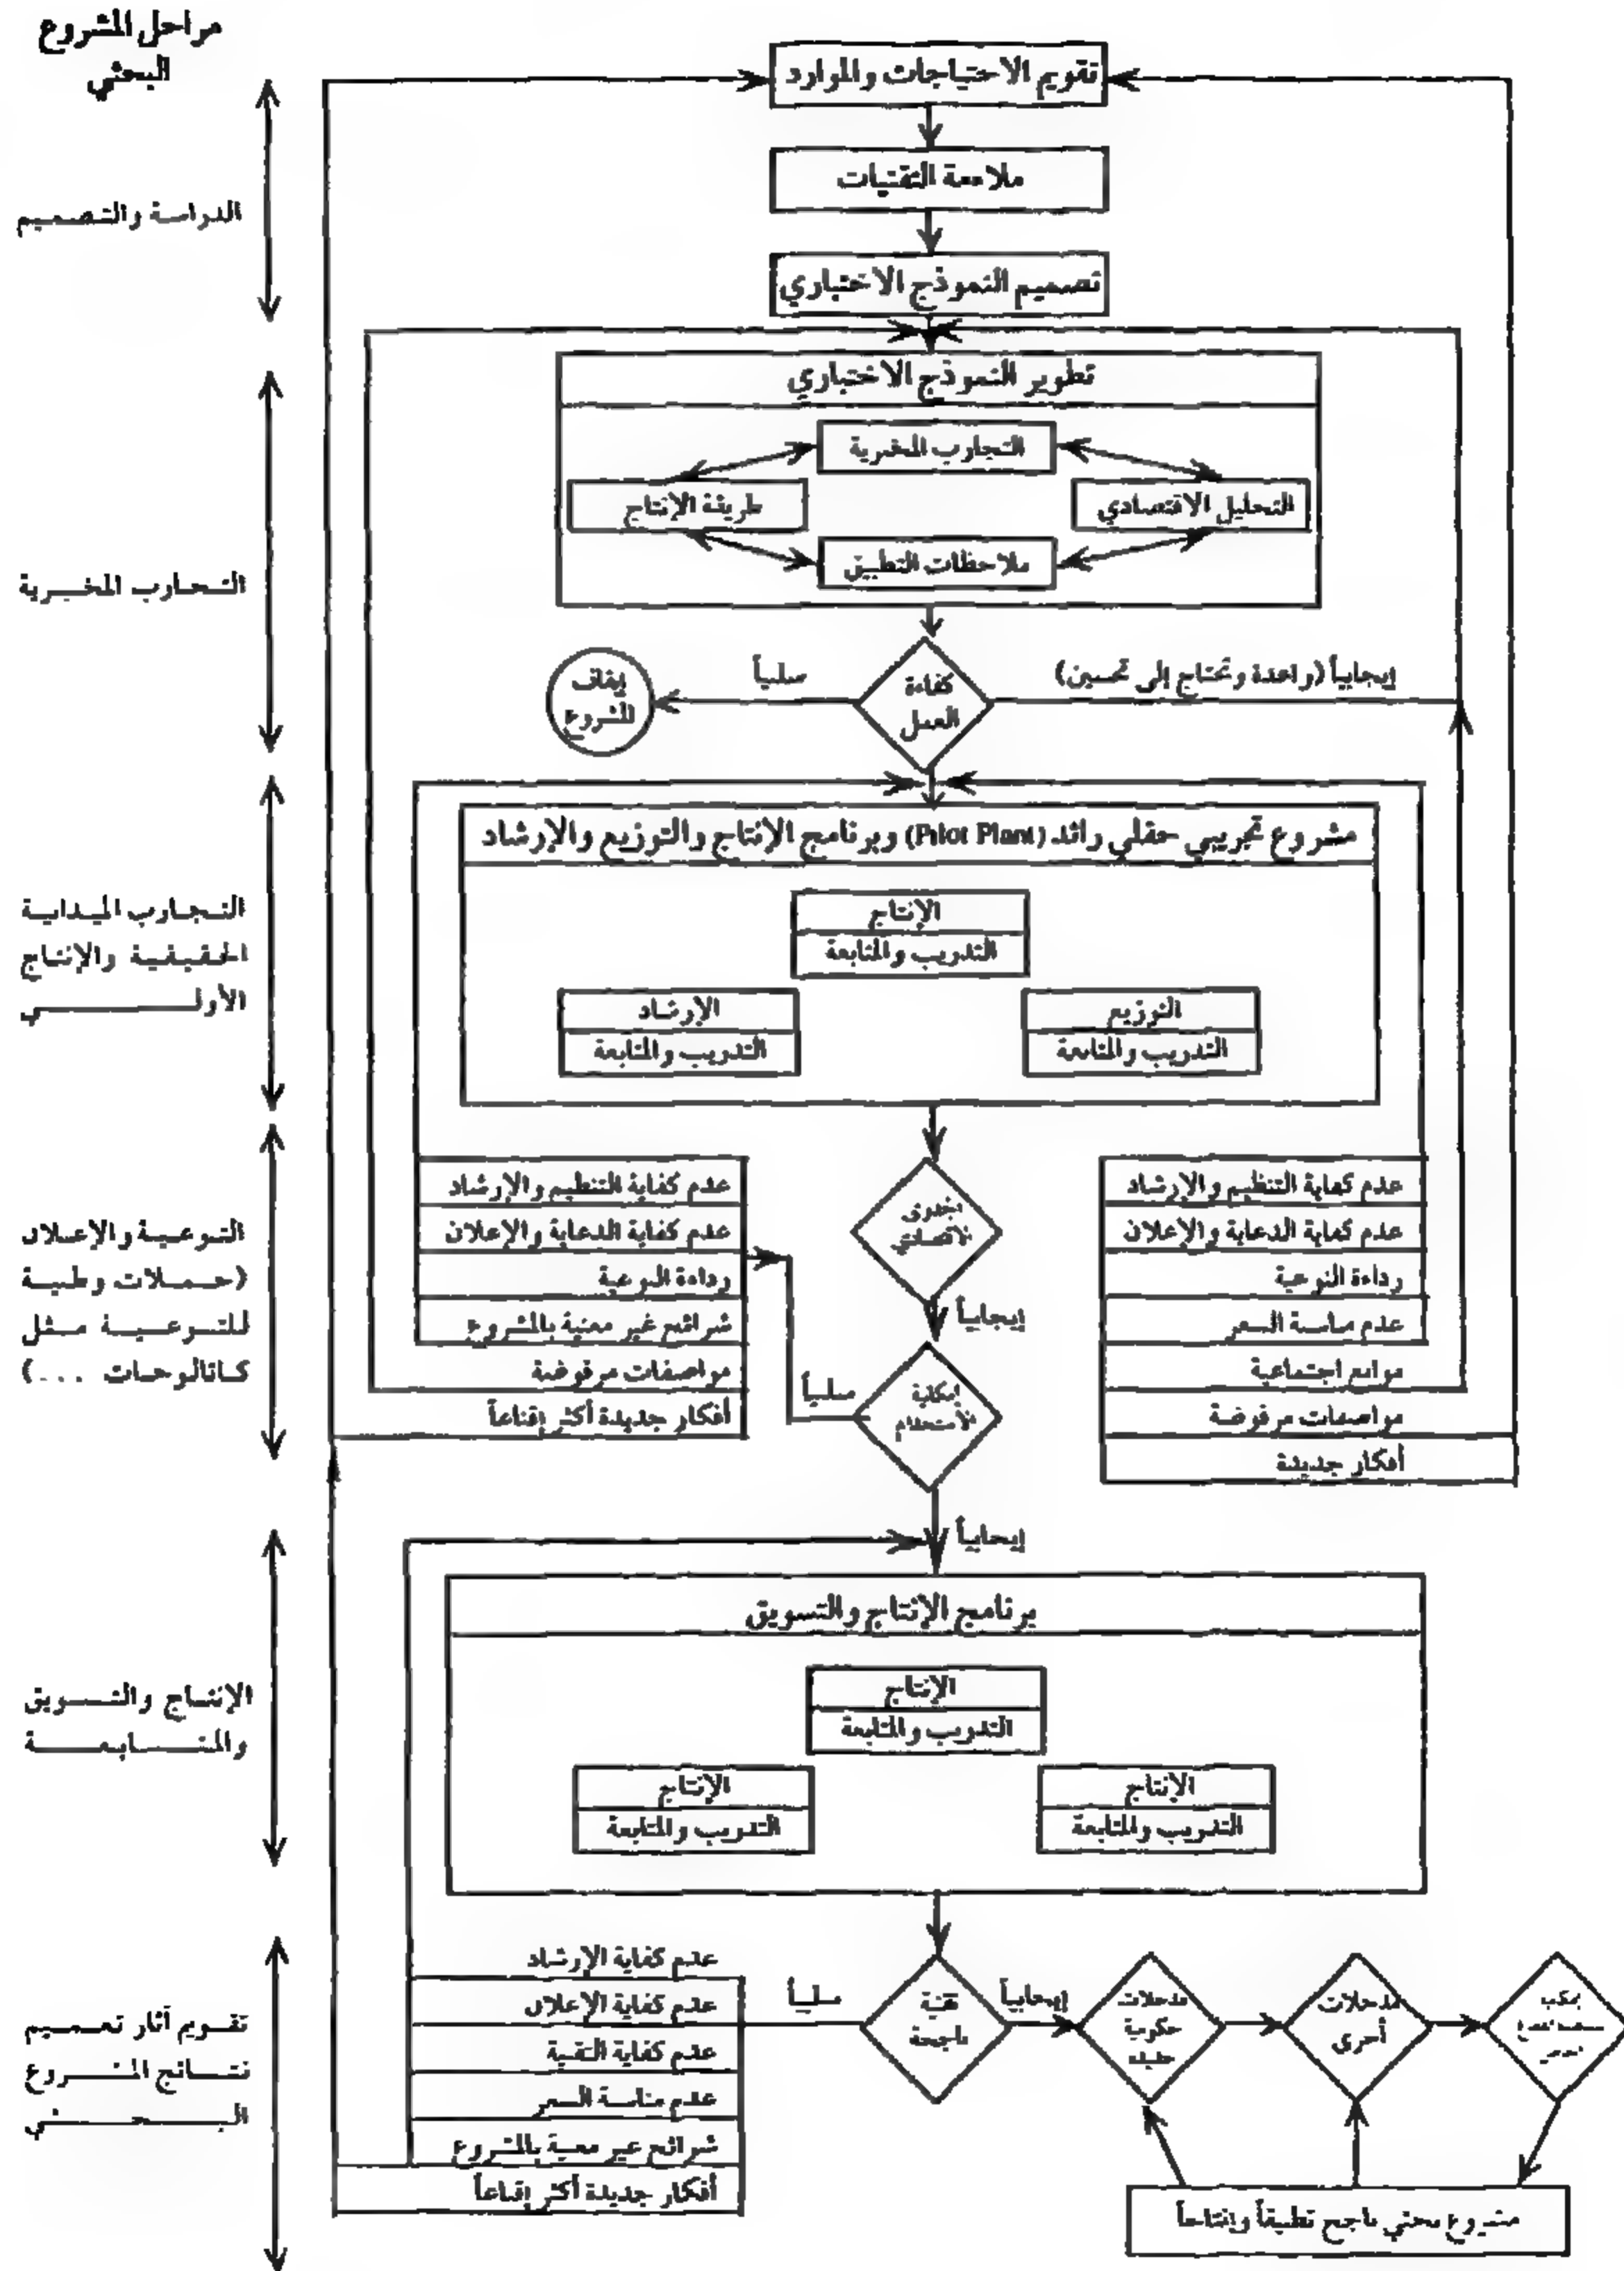 مراحل المشروع
البحثي
تقويم الاحتياجات والموارد
ملاءمة التقنيات
الدراسة والتصميم
تصميم النموذج الاختباري
تطوير النموذج الاختباري
التجارب المخبرية
التحليل الاقتصادي
طريقة الإنتاج
ملاحظات التطبيق
التجارب المخبرية
إيجابياً (واعدة وتحتاج إلى تحسين)
كفاءة
العمل
سلبياً
إيقاف
المشروع
مشروع تجريبي حقلي رائد (Pilot Plant) وبرنامج الإنتاج والتوزيع والإرشاد
الإنتاج
التدريب والمتابعة
التوزيع
التدريب والمتابعة
الإرشاد
التدريب والمتابعة
التجارب الميدانية
الحقيقية والإنتاج
الأولي
عدم كفاية التنظيم والإرشاد
عدم كفاية الدعاية والإعلان
رداءة النوعية
عدم مناسبة السعر
موانع اجتماعية
مواصفات مرفوضة
أفكار جديدة
الجدوى
الاقتصادية
إيجابياً
إمكانية
الاستخدام
سلبياً
إيجابياً
عدم كفاية التنظيم والإرشاد
عدم كفاية الدعاية والإعلان
رداءة النوعية
شرائح غير معنية بالمشروع
مواصفات مرفوضة
أفكار جديدة أكثر إقناعاً
التوعية والإعلان
(حملات وطنية
للتوعية مثل
كاتالوجات ...)
برنامج الإنتاج والتسويق
الإنتاج
التدريب والمتابعة
الإنتاج
التدريب والمتابعة
الإنتاج
التدريب والمتابعة
الإنتاج والتسويق
والمتابعة
تقنية
ناجحة
إيجابياً
سلبياً
تدخلات
حكومية
تدخلات
أخرى
عدم كفاية الإرشاد
عدم كفاية الإعلان
عدم كفاية التقنية
عدم مناسبة السعر
شرائح غير معنية بالمشروع
أفكار جديدة أكثر إقناعاً
مشروع بحثي ناجح تطبيقاً وإنتاجاً
تقويم آثار تعميم
نتائج المشروع
البحثي